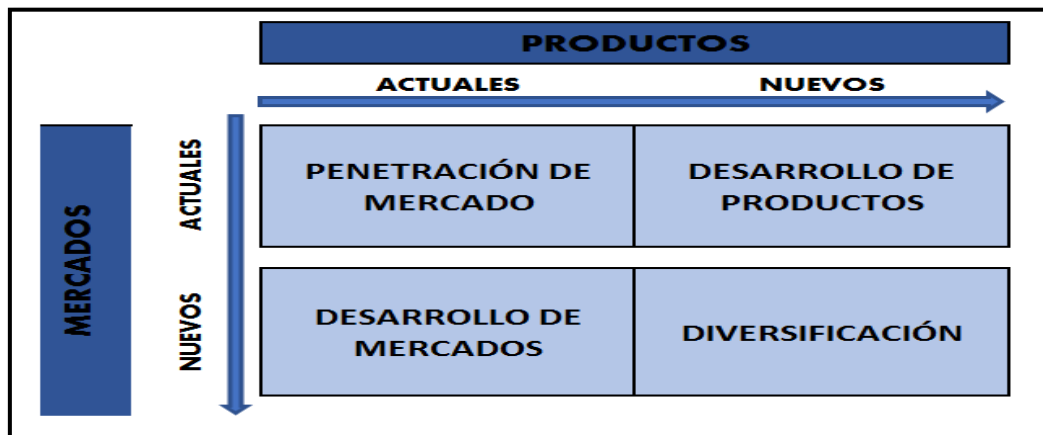 PRODUCTOS
ACTUALES
NUEVOS
MERCADOS
ACTUALES
NUEVOS
PENETRACIÓN DE
MERCADO
DESARROLLO DE
PRODUCTOS
DESARROLLO DE
MERCADOS
DIVERSIFICACIÓN